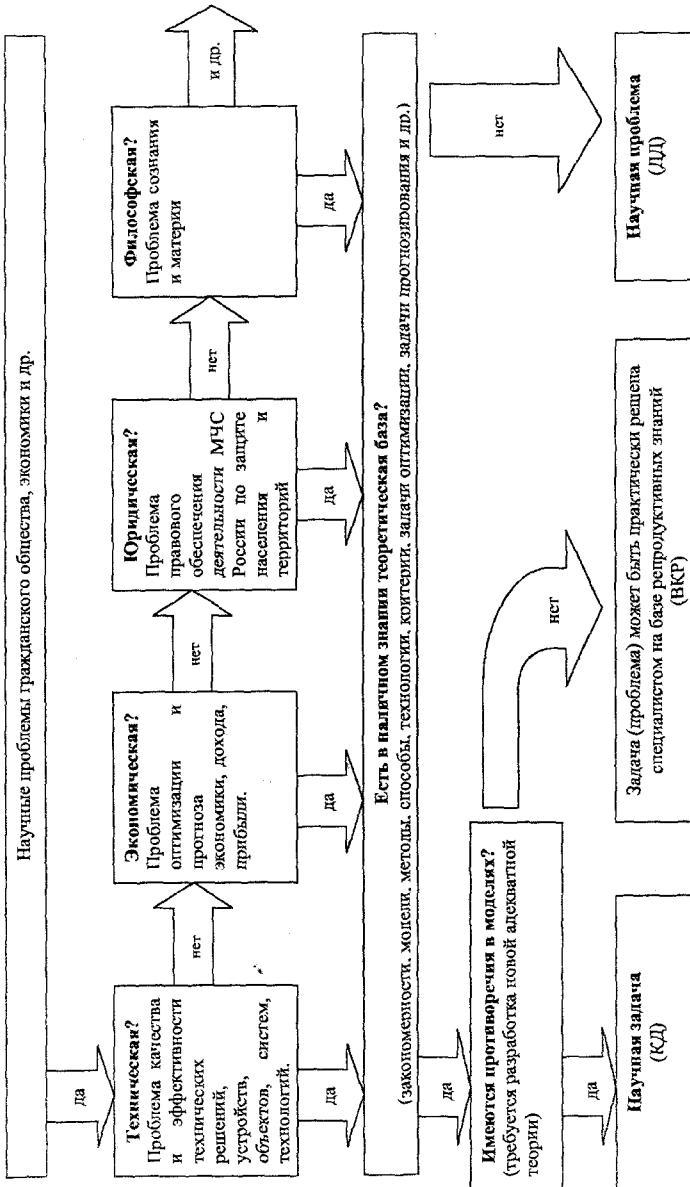 Научные проблемы гражданского общества, экономики и др.
да
Техническая?
Проблема качества
и эффективности
технических
решений,
устройств,
объектов, систем,
технологий.
нет
Экономическая?
Проблема
оптимизации и
прогноза
экономики, дохода,
прибыли.
нет
Юридическая?
Проблема
правового
обеспечения
деятельности МЧС
России по защите
населения и
территорий
нет
Философская?
Проблема сознания
и материи
и др.
да
да
да
да
Есть в наличном знании теоретическая база?
(закономерности, модели, методы, способы, технологии, критерии, задачи оптимизации, задачи прогнозирования и др.)
да
нет
Имеются противоречия в моделях?
(требуется разработка новой адекватной
теории)
нет
да
Научная задача
(КД)
Задача (проблема) может быть практически решена
специалистом на базе репродуктивных знаний
(ВКР)
Научная проблема
(ДД)